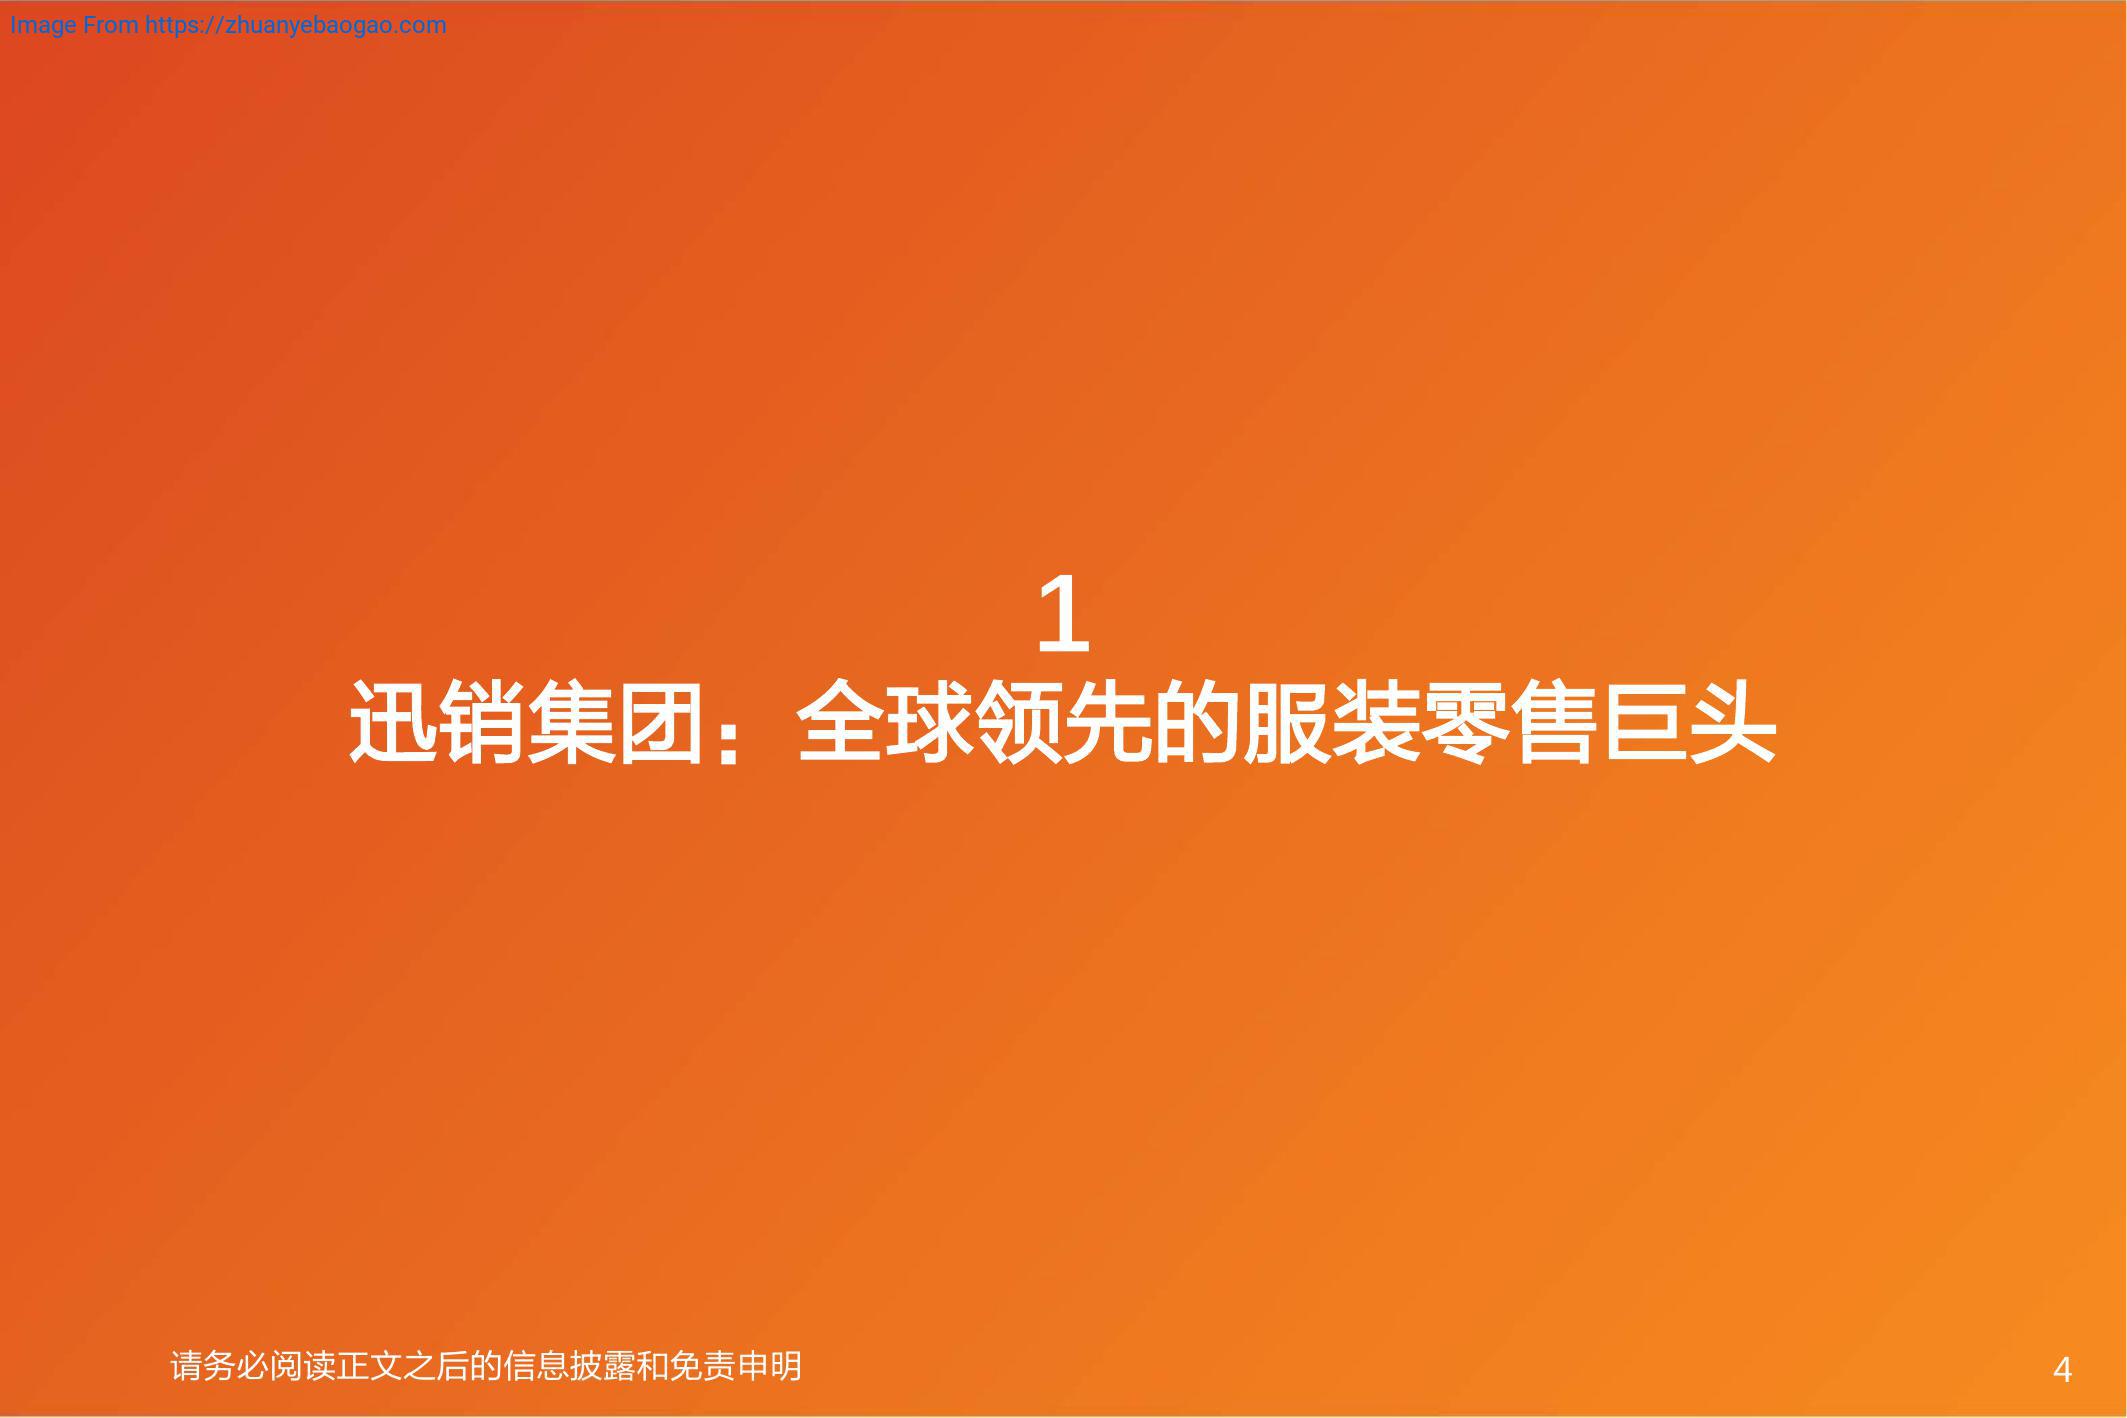 Image From https://zhuanyebaogao.com
1
迅销集团：全球领先的服装零售巨头
请务必阅读正文之后的信息披露和免责申明
4